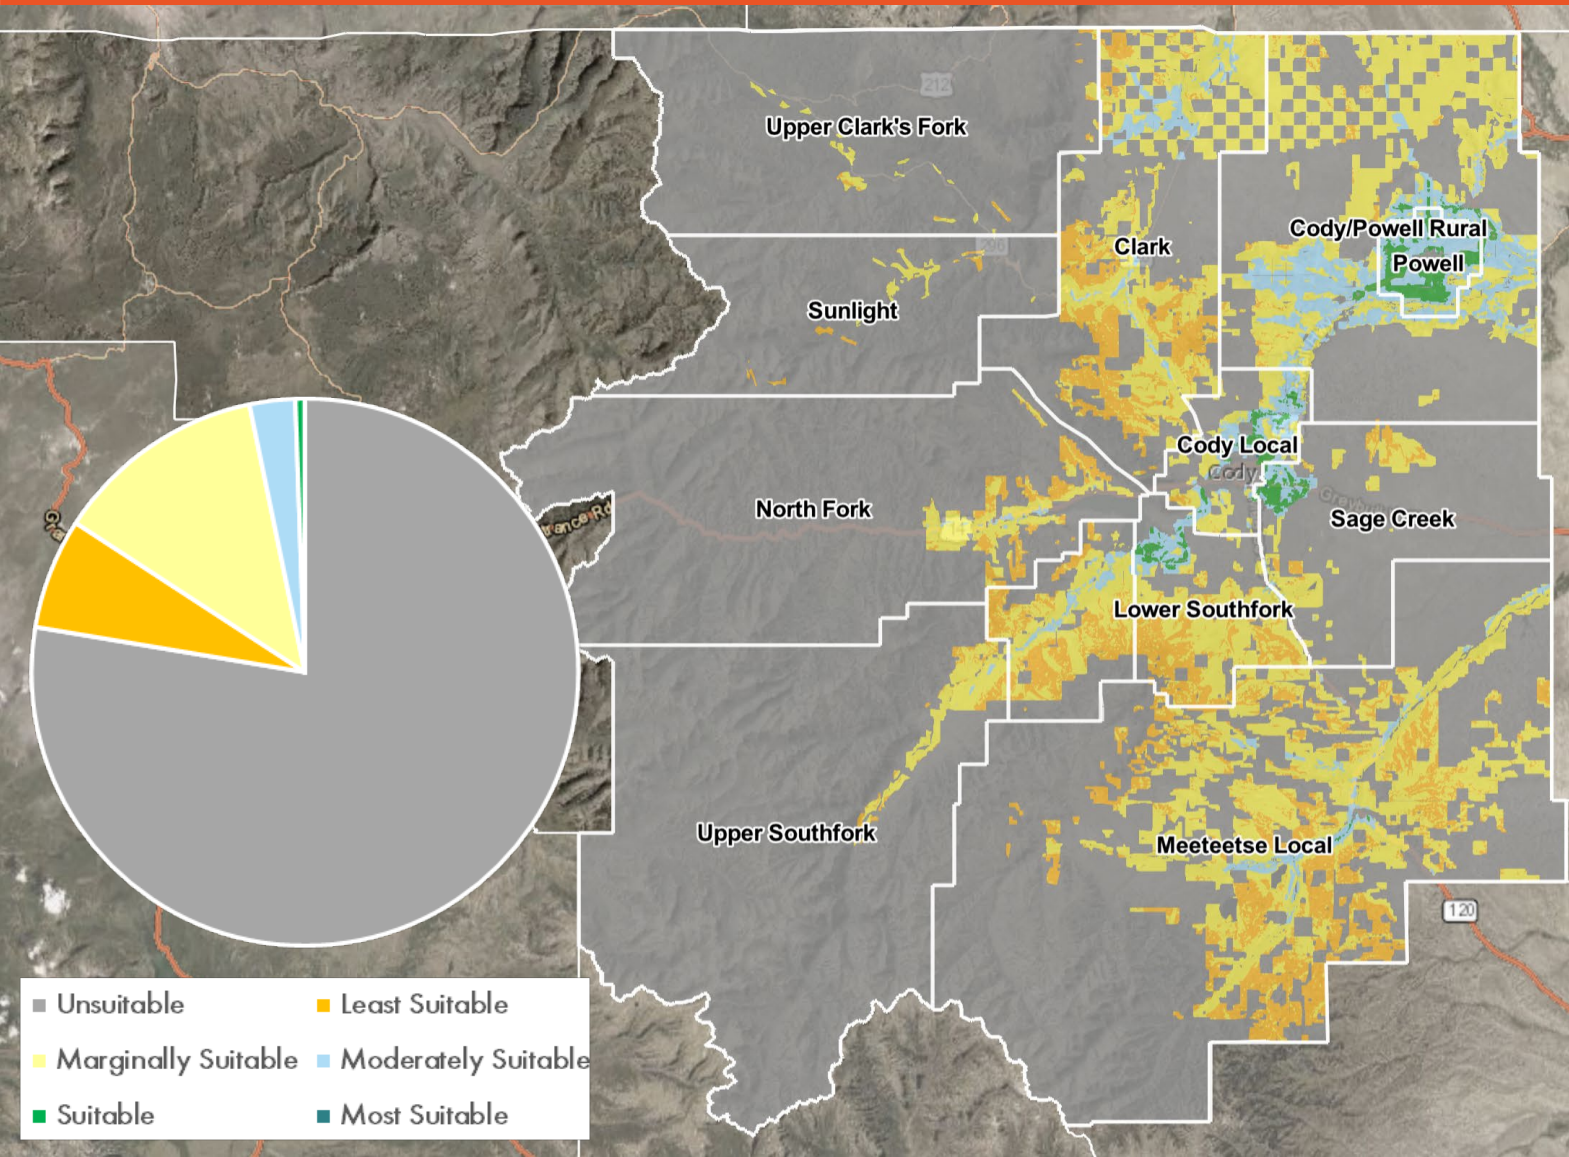 212
Upper Clark's Fork
Cody/Powell Rural
296
Clark
Powell
Sunlight
Cody Local
Cody
North Fork
Sage Creek
14
Lower Southfork
Upper Southfork
Meeteetse Local
120
Unsuitable
Least Suitable
Marginally Suitable
Moderately Suitable
Suitable
Most Suitable